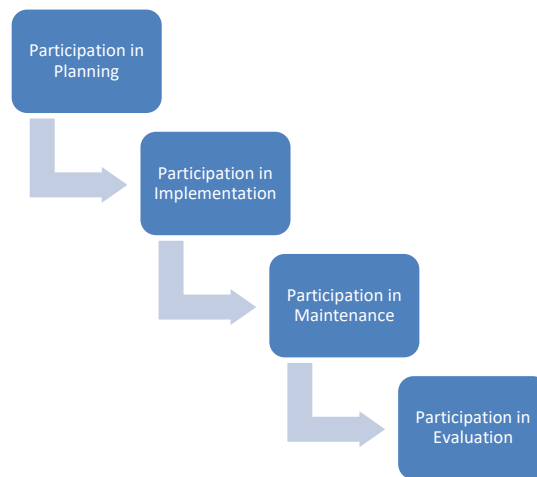 Participation in
Planning
Participation in
Implementation
Participation in
Maintenance
Participation in
Evaluation